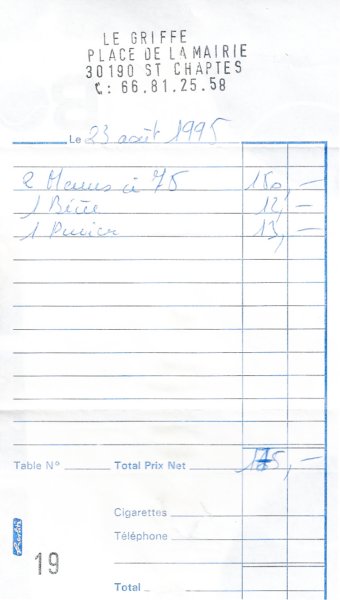 LE GRIFFE
PLACE DE LA MAIRIE
30190 ST CHAPTES
☎: 66.81.25.58
Le 23 août 1995
2 Menus à 75 150,—
1 Bière 12,—
1 13,—
Table N° Total Prix Net 175,—
Cigarettes
Téléphone
19
Total